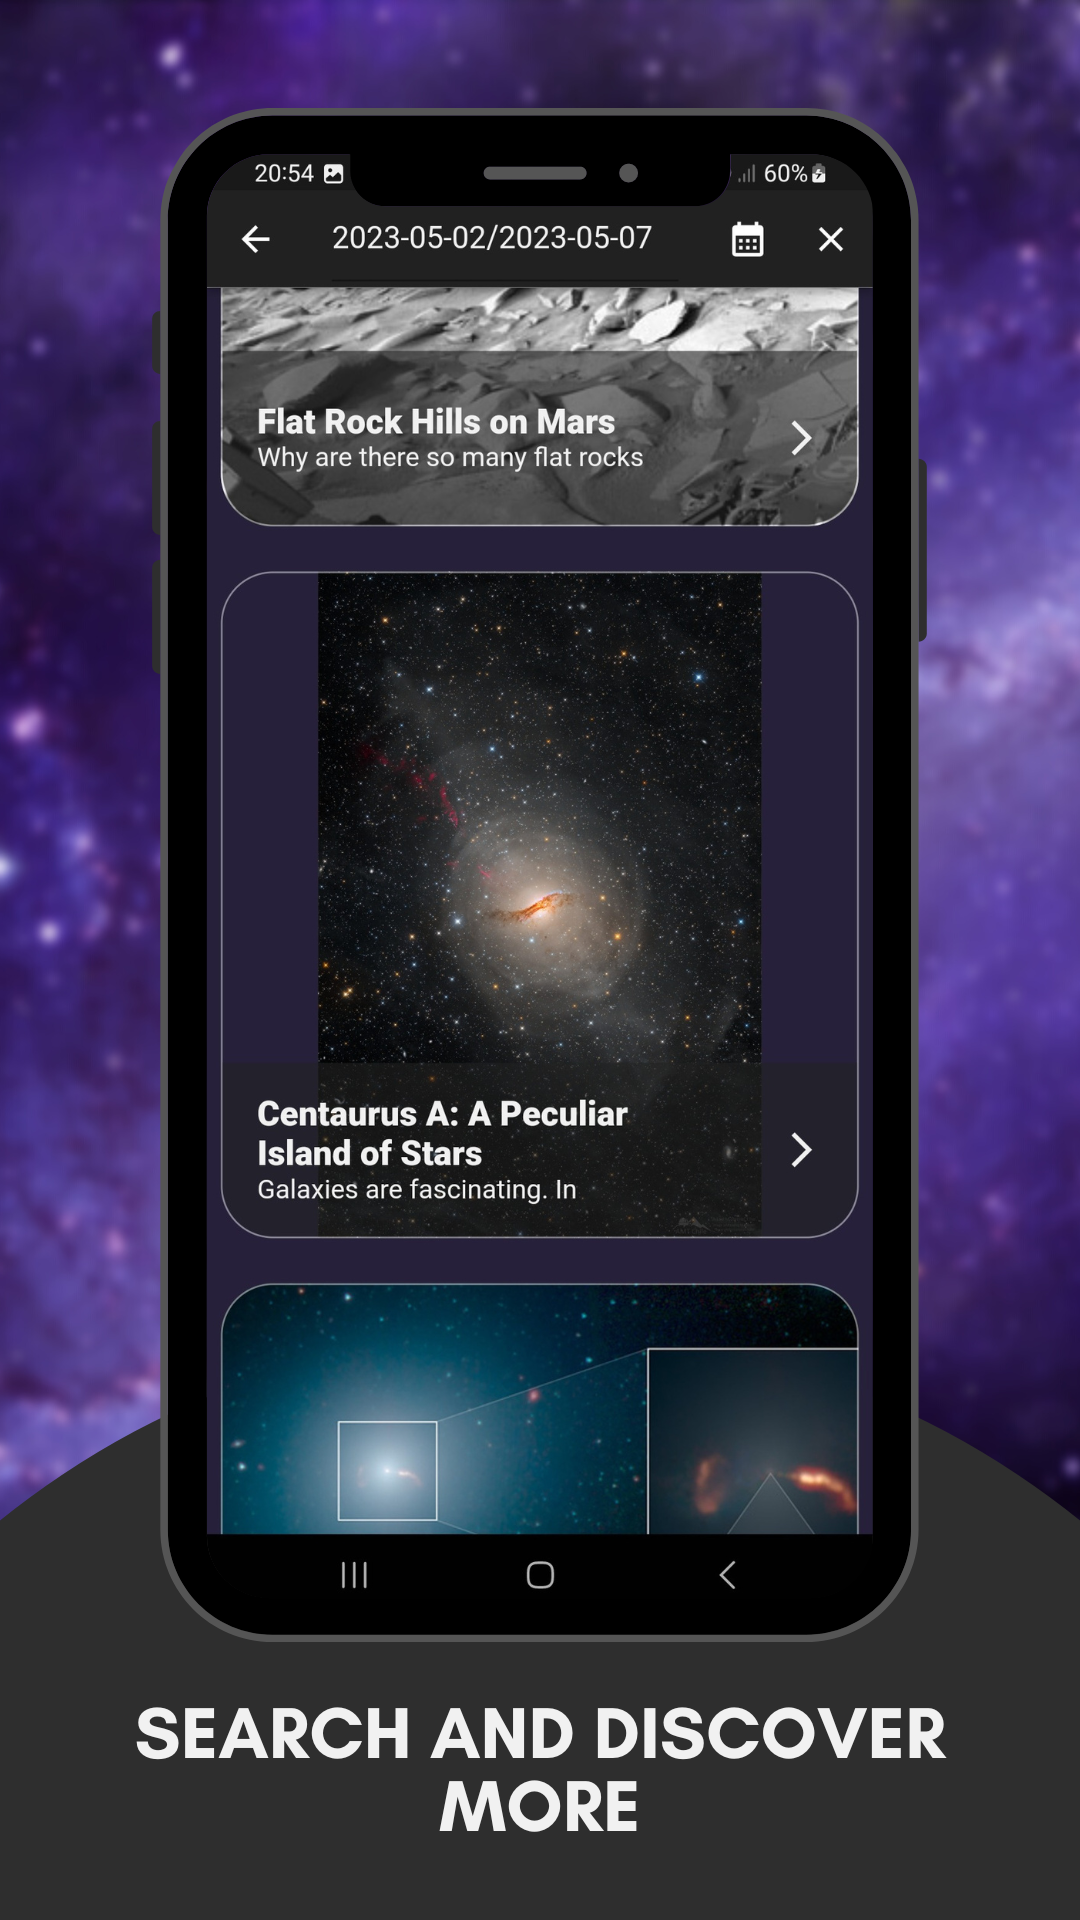 20:54
60%
2023-05-02/2023-05-07
Flat Rock Hills on Mars
Why are there so many flat rocks
Centaurus A: A Peculiar
Island of Stars
Galaxies are fascinating. In
SEARCH AND DISCOVER
MORE